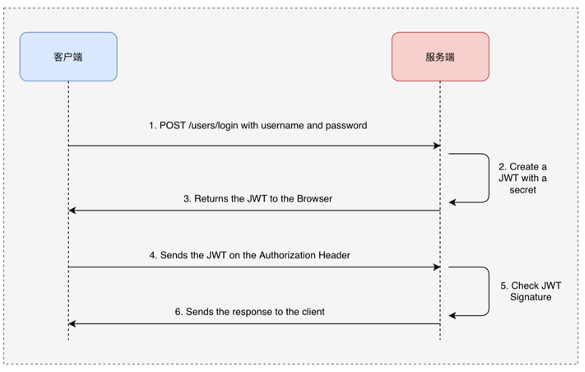 客户端
服务端
1. POST /users/login with username and password
2. Create a
JWT with a
secret
3. Returns the JWT to the Browser
4. Sends the JWT on the Authorization Header
5. Check JWT
Signature
6. Sends the response to the client